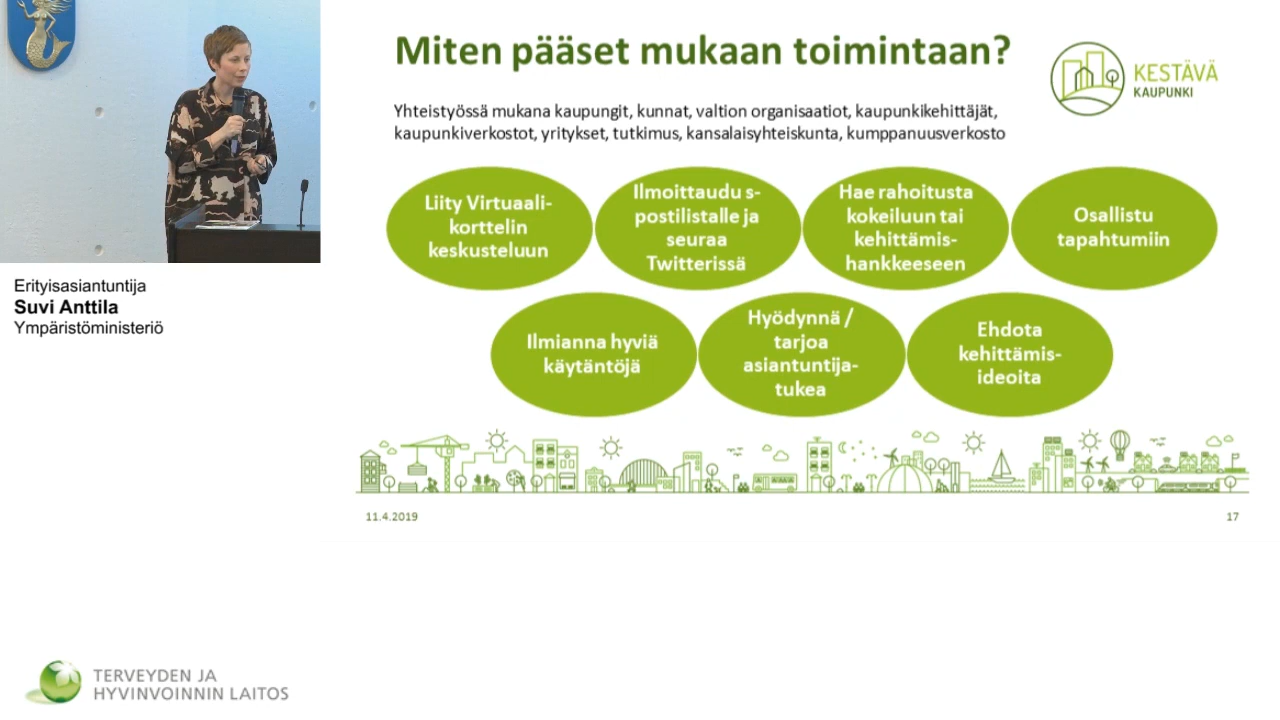 Miten pääset mukaan toimintaan?
KESTÄVÄ
KAUPUNKI
Yhteistyössä mukana kaupungit, kunnat, valtion organisaatiot, kaupunkikehittäjät,
kaupunkiverkostot, yritykset, tutkimus, kansalaisyhteiskunta, kumppanuusverkosto
Liity Virtuaali-
korttelin
keskusteluun
Ilmoittaudu s-
postilistalle ja
seuraa
Twitterissä
Hae rahoitusta
kokeiluun tai
kehittämis-
hankkeeseen
Osallistu
tapahtumiin
Ilmianna hyviä
käytäntöjä
Hyödynnä /
tarjoa
asiantuntija-
tukea
Ehdota
kehittämis-
ideoita
11.4.2019
17
Erityisasiantuntija
Suvi Anttila
Ympäristöministeriö
TERVEYDEN JA
HYVINVOINNIN LAITOS